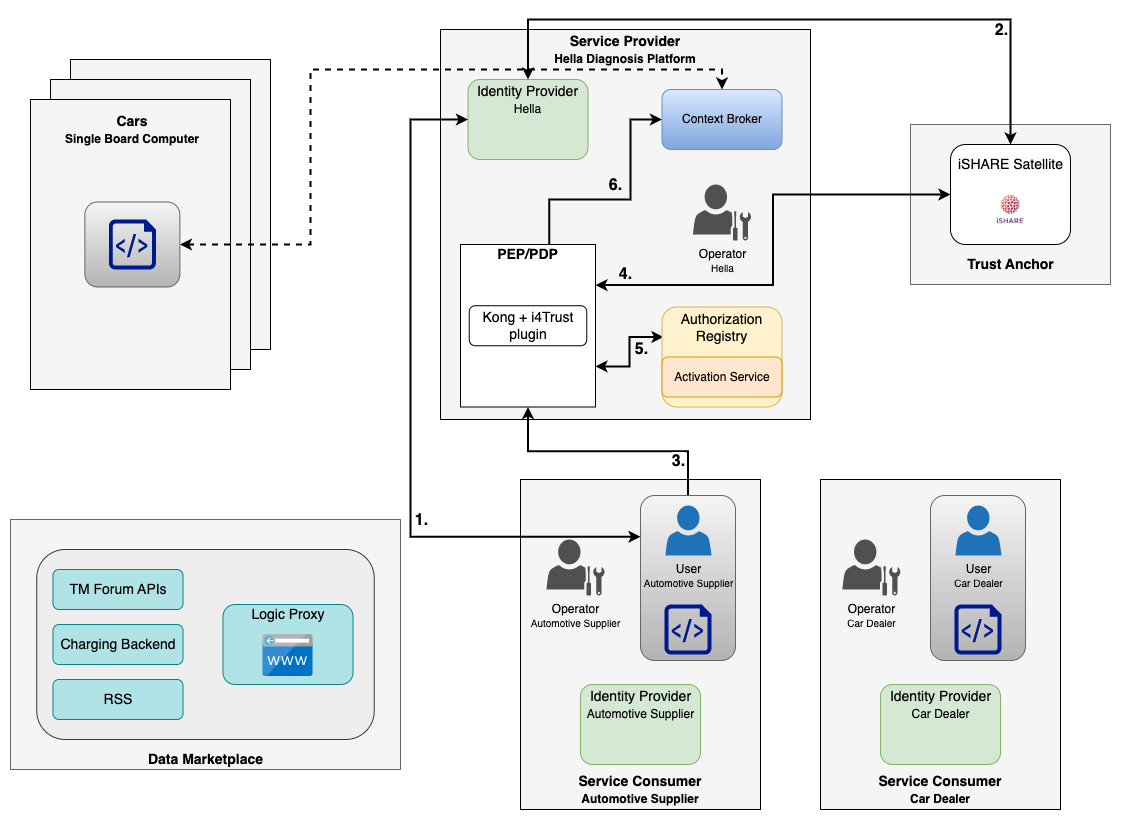 2.
Service Provider
Hella Diagnosis Platform
Identity Provider
Hella
Context Broker
Cars
Single Board Computer
</>
6.
Operator
Hella
iSHARE Satellite
iSHARE
Trust Anchor
PEP/PDP
4.
Kong + i4Trust
plugin
Authorization
Registry
5.
Activation Service
3.
1.
User
Automotive Supplier
</>
Operator
Automotive Supplier
Identity Provider
Automotive Supplier
Service Consumer
Automotive Supplier
User
Car Dealer
</>
Operator
Car Dealer
Identity Provider
Car Dealer
Service Consumer
Car Dealer
TM Forum APIs
Charging Backend
RSS
Logic Proxy
www
Data Marketplace